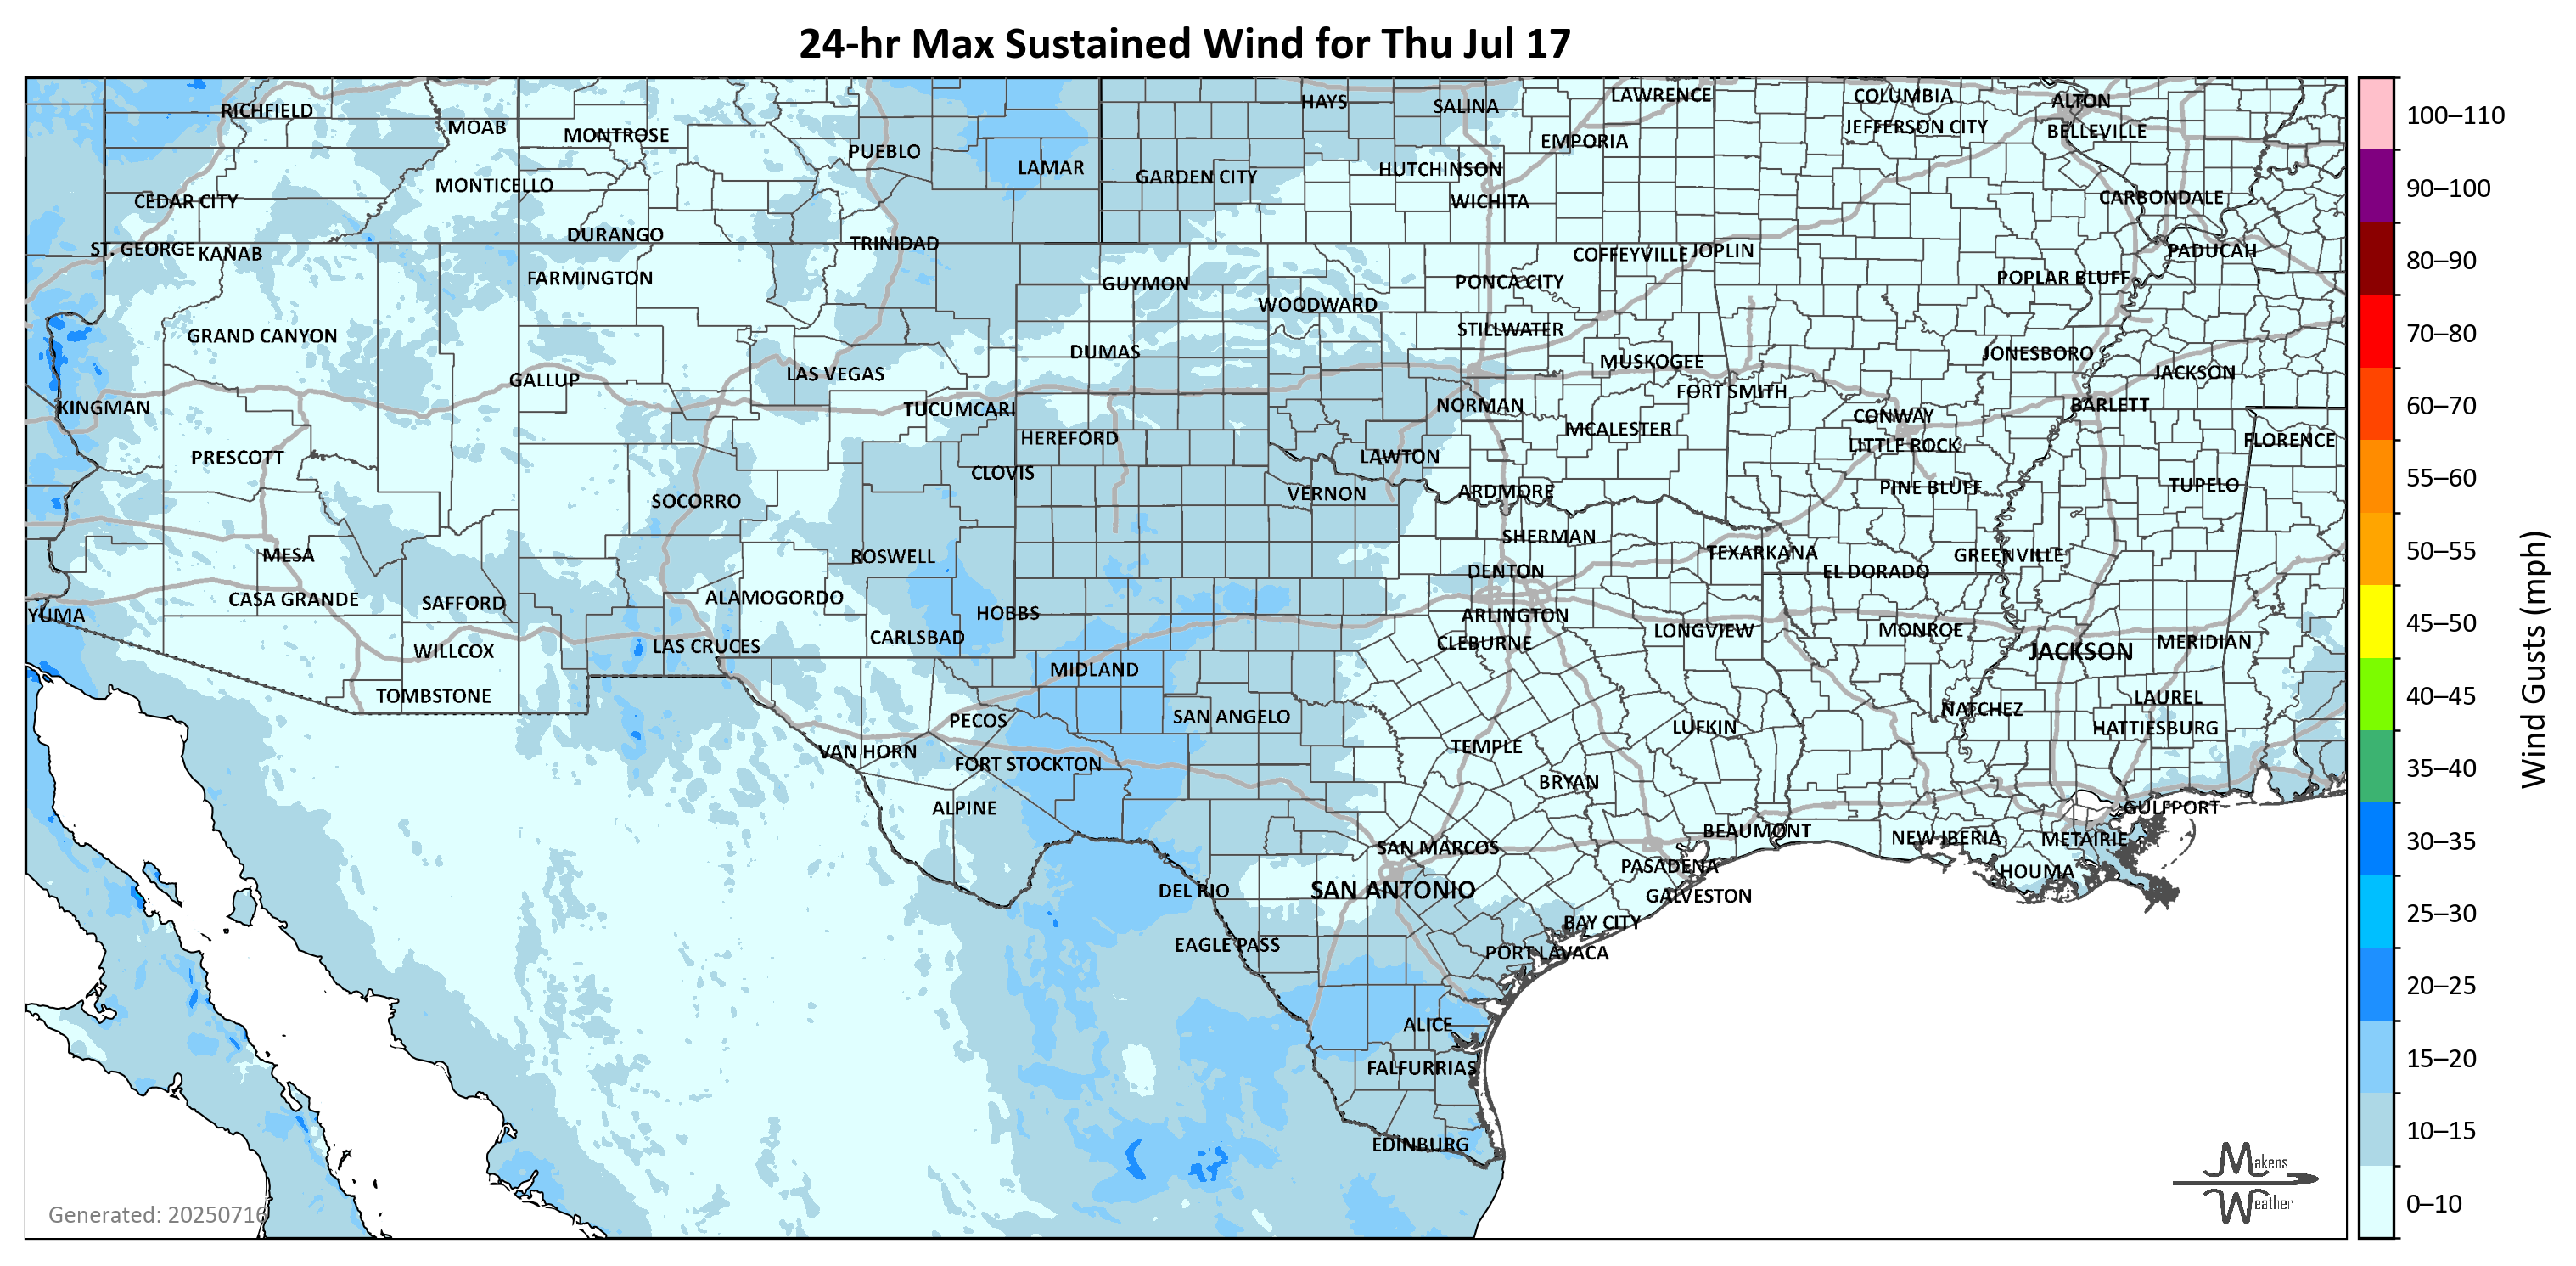 24-hr Max Sustained Wind for Thu Jul 17
RICHFIELD
MOAB
MONTROSE
PUEBLO
LAMAR
HAYS
SALINA
LAWRENCE
COLUMBIA
ALTON
EMPORIA
JEFFERSON CITY
BELLEVILLE
CEDAR CITY
MONTICELLO
GARDEN CITY
HUTCHINSON
WICHITA
CARBONDALE
ST. GEORGE
KANAB
DURANGO
TRINIDAD
COFFEYVILLE
JOPLIN
PADUCAH
FARMINGTON
GUYMON
WOODWARD
PONCA CITY
POPLAR BLUFF
GRAND CANYON
DUMAS
STILLWATER
MUSKOGEE
JONESBORO
GALLUP
LAS VEGAS
FORT SMITH
JACKSON
KINGMAN
TUCUMCARI
NORMAN
CONWAY
BARLETT
PRESCOTT
HEREFORD
MCALESTER
LITTLE ROCK
FLORENCE
CLOVIS
LAWTON
SOCORRO
VERNON
ARDMORE
PINE BLUFF
TUPELO
MESA
ROSWELL
SHERMAN
TEXARKANA
GREENVILLE
DENTON
EL DORADO
YUMA
CASA GRANDE
SAFFORD
ALAMOGORDO
HOBBS
ARLINGTON
WILLCOX
LAS CRUCES
CARLSBAD
CLEBURNE
LONGVIEW
MONROE
JACKSON
MERIDIAN
TOMBSTONE
MIDLAND
PECOS
SAN ANGELO
LUFKIN
NATCHEZ
LAUREL
HATTIESBURG
VAN HORN
FORT STOCKTON
TEMPLE
BRYAN
ALPINE
BEAUMONT
GULFPORT
SAN MARCOS
NEW IBERIA
METAIRIE
DEL RIO
SAN ANTONIO
PASADENA
HOUMA
GALVESTON
EAGLE PASS
BAY CITY
PORT LAVACA
ALICE
FALFURRIAS
EDINBURG
Generated: 20250716
Makens
Weather
100–110
90–100
80–90
70–80
60–70
55–60
50–55
45–50
40–45
35–40
30–35
25–30
20–25
15–20
10–15
0–10
Wind Gusts (mph)